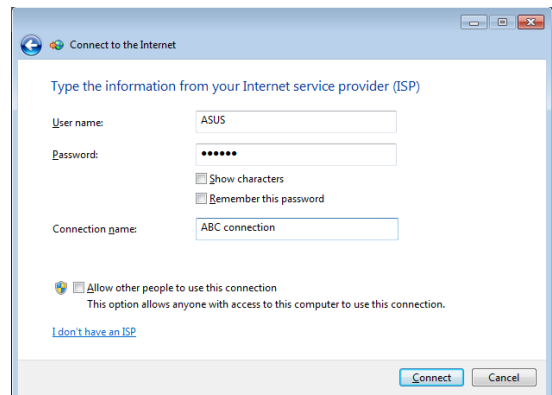 Connect to the Internet
Type the information from your Internet service provider (ISP)
User name: ASUS
Password: ••••••
Show characters
Remember this password
Connection name: ABC connection
Allow other people to use this connection
This option allows anyone with access to this computer to use this connection.
I don't have an ISP
Connect Cancel